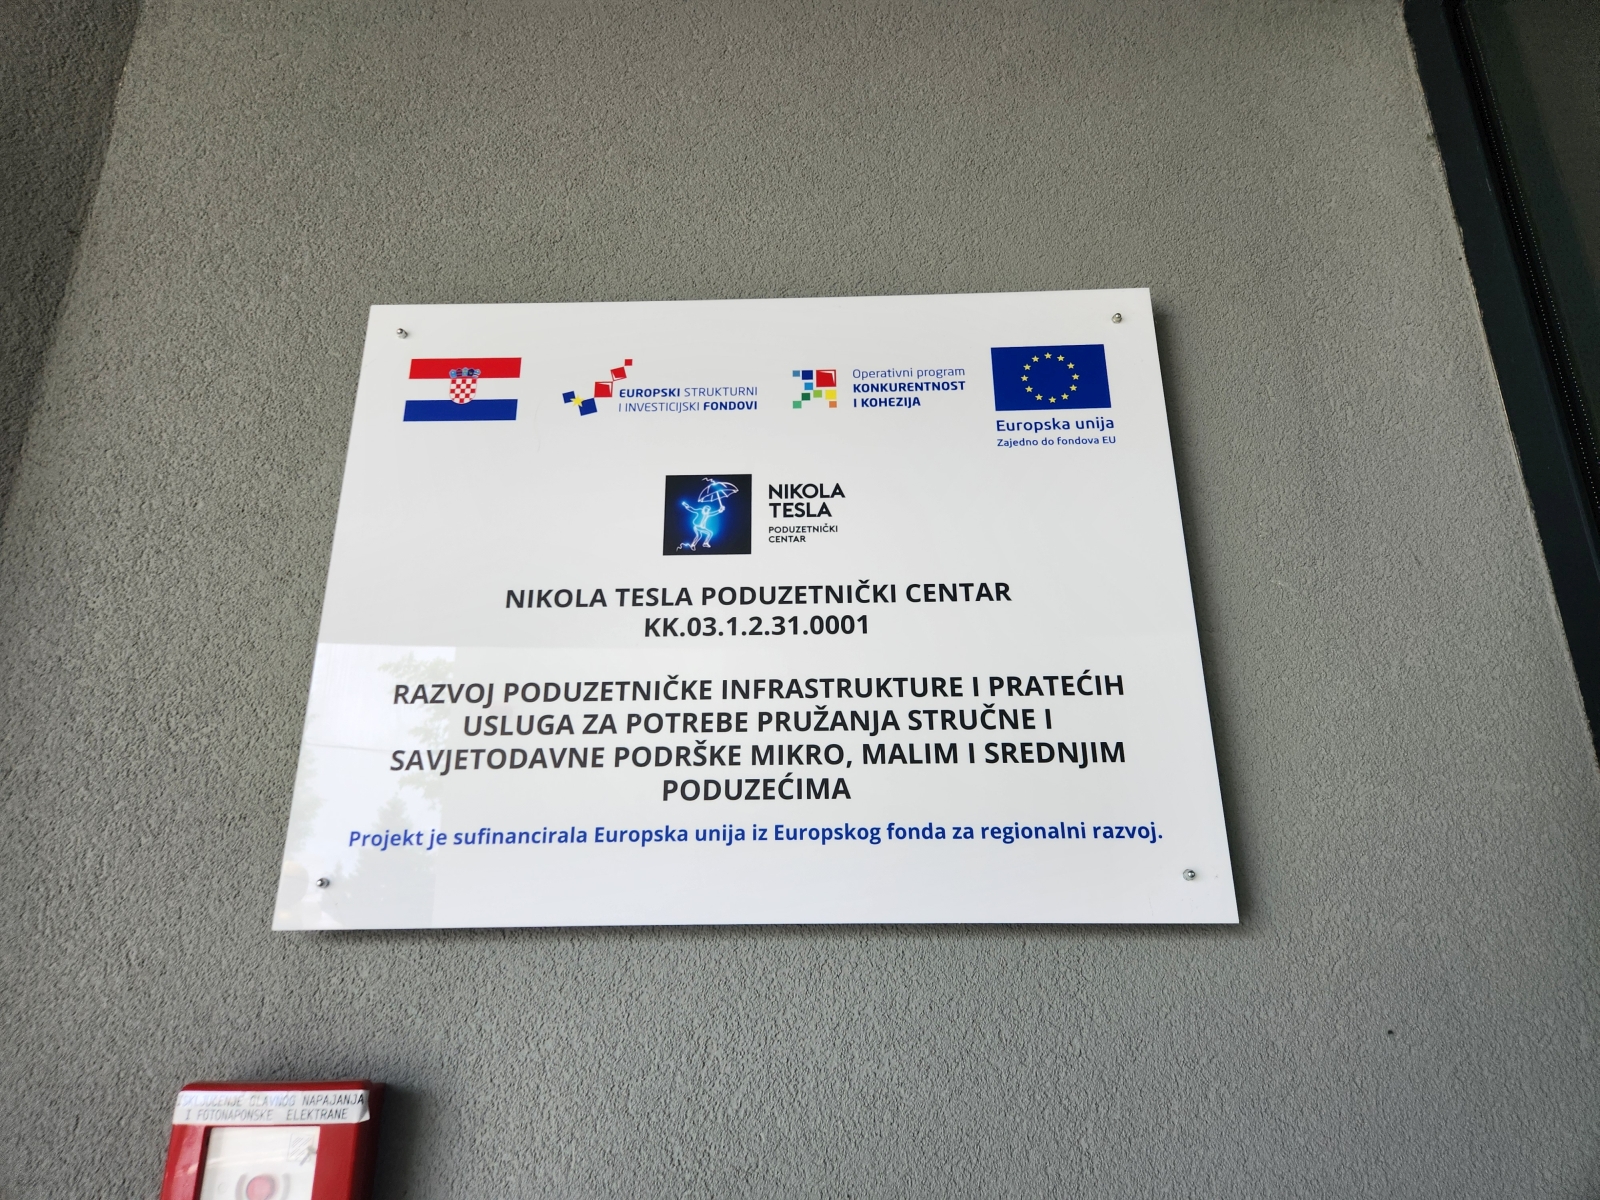 EUROPSKI STRUKTURNI
I INVESTICIJSKI FONDOVI
Operativni program
KONKURENTNOST
I KOHEZIJA
Europska unija
Zajedno do fondova EU
NIKOLA
TESLA
PODUZETNIČKI
CENTAR
NIKOLA TESLA PODUZETNIČKI CENTAR
KK.03.1.2.31.0001
RAZVOJ PODUZETNIČKE INFRASTRUKTURE I PRATEĆIH
USLUGA ZA POTREBE PRUŽANJA STRUČNE I
SAVJETODAVNE PODRŠKE MIKRO, MALIM I SREDNJIM
PODUZEĆIMA
Projekt je sufinancirala Europska unija iz Europskog fonda za regionalni razvoj.
ISKLJUČENJE GLAVNOG NAPAJANJA
I FOTONAPONSKE ELEKTRANE